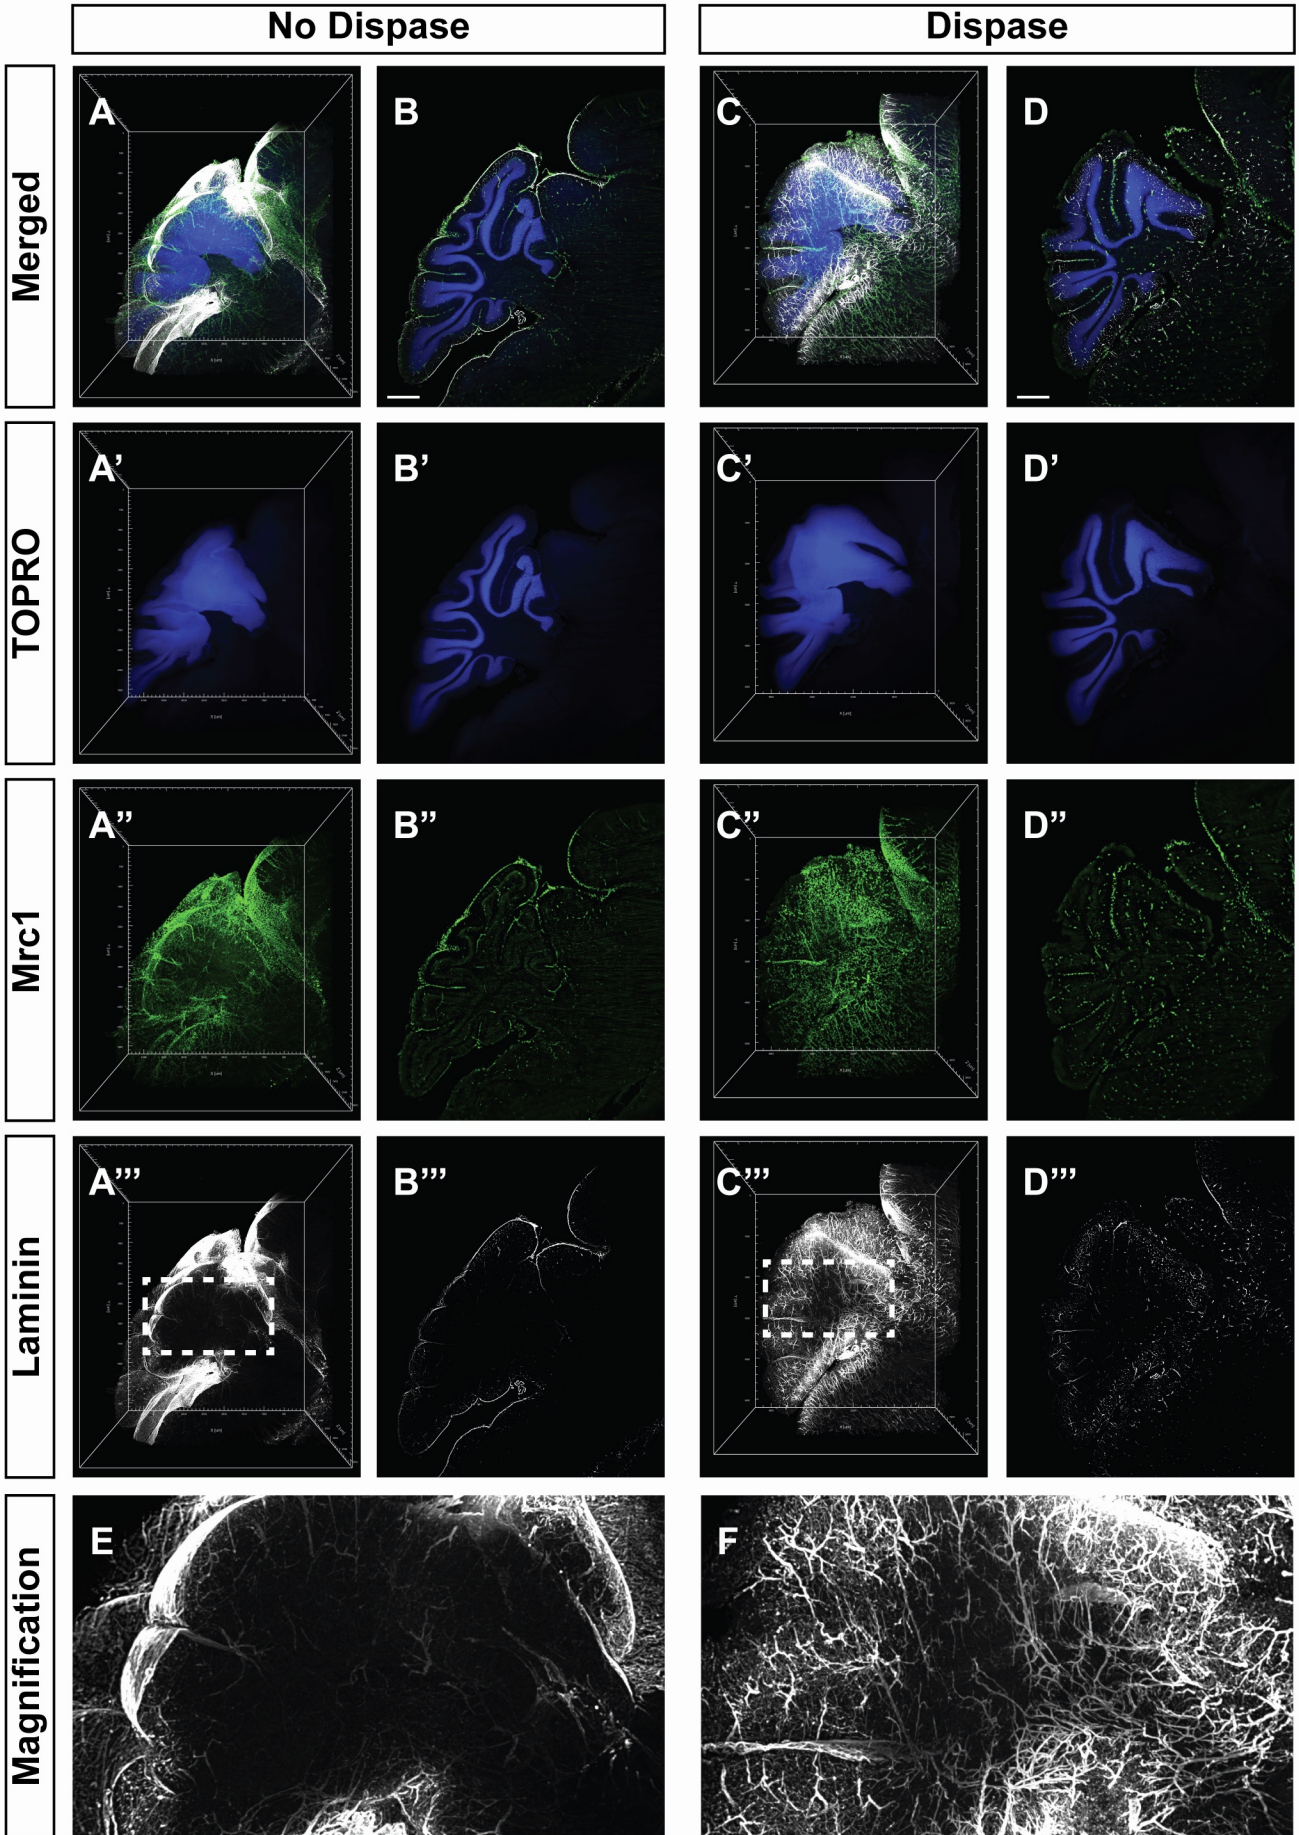 No Dispase
Dispase
Merged
A
B
C
D
TOPRO
A’
B’
C’
D’
Mrc1
A”
B”
C”
D”
Laminin
A’”
B’”
C’”
D’”
Magnification
E
F